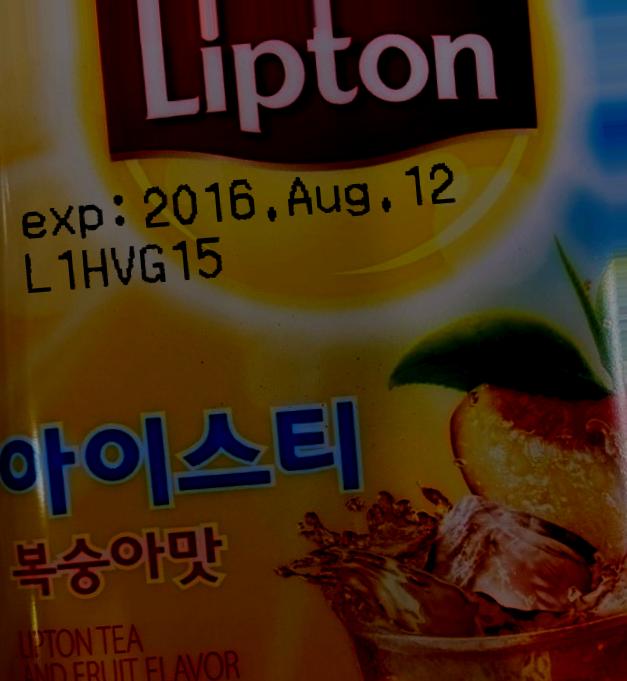 Lipton
exp: 2016.Aug.12
L1HVG15
아이스티
복숭아맛
LIPTON TEA
AND FRUIT FLAVOR